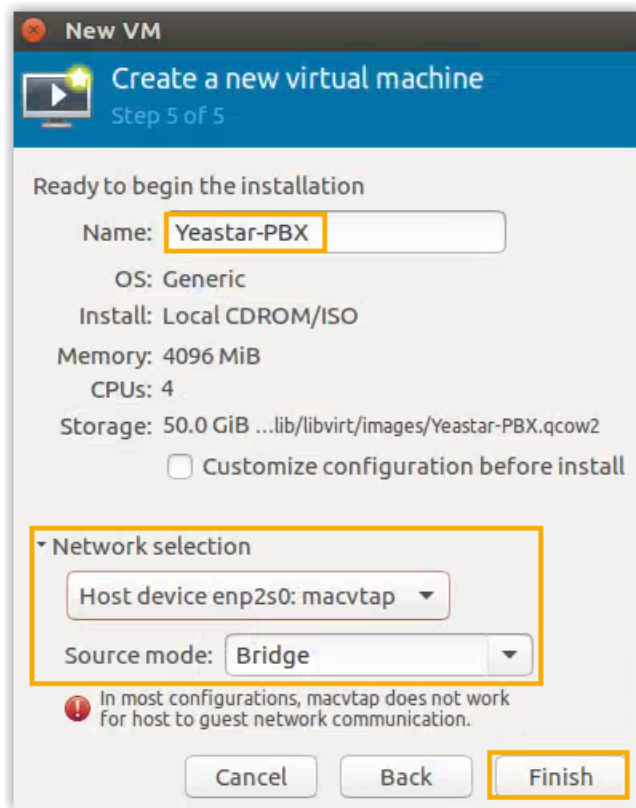 New VM
Create a new virtual machine
Step 5 of 5
Ready to begin the installation
Name: Yeastar-PBX
OS: Generic
Install: Local CDROM/ISO
Memory: 4096 MiB
CPUs: 4
Storage: 50.0 GiB ...lib/libvirt/images/Yeastar-PBX.qcow2
Customize configuration before install
Network selection
Host device enp2s0: macvtap
Source mode: Bridge
In most configurations, macvtap does not work
for host to guest network communication.
Cancel Back Finish